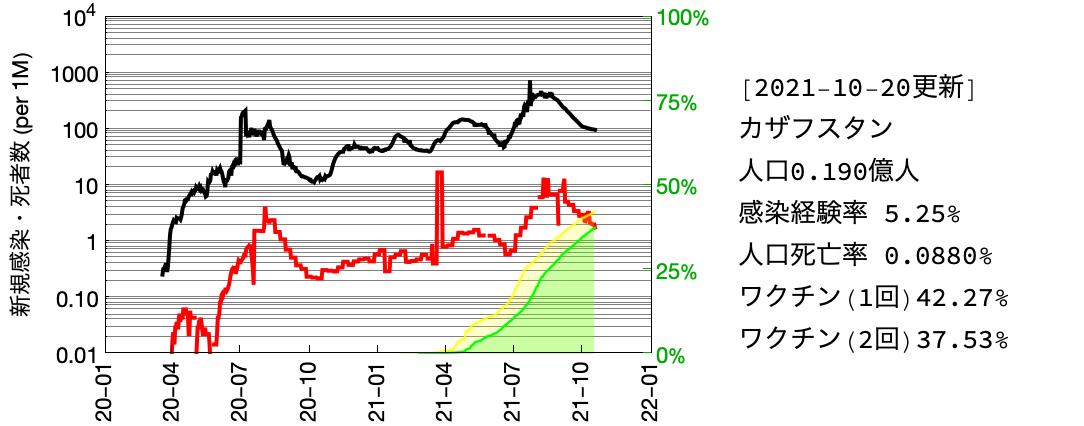 新規感染・死者数 (per 1M)
10^4
1000
100
10
1
0.10
0.01
100%
75%
50%
25%
0%
20-01
20-04
20-07
20-10
21-01
21-04
21-07
21-10
22-01
[2021-10-20更新]
カザフスタン
人口0.190億人
感染経験率 5.25%
人口死亡率 0.0880%
ワクチン(1回)42.27%
ワクチン(2回)37.53%